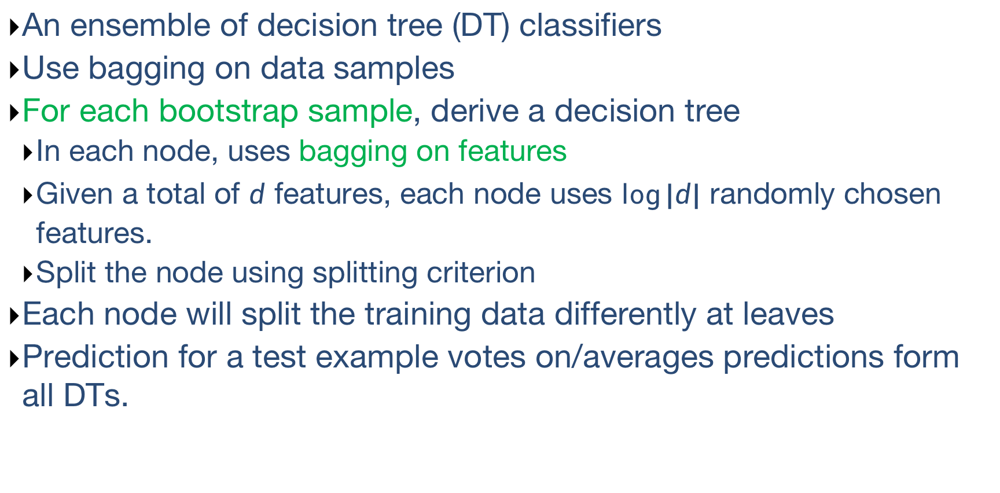 An ensemble of decision tree (DT) classifiers
Use bagging on data samples
For each bootstrap sample, derive a decision tree
In each node, uses bagging on features
Given a total of d features, each node uses log|d| randomly chosen
features.
Split the node using splitting criterion
Each node will split the training data differently at leaves
Prediction for a test example votes on/averages predictions form
all DTs.